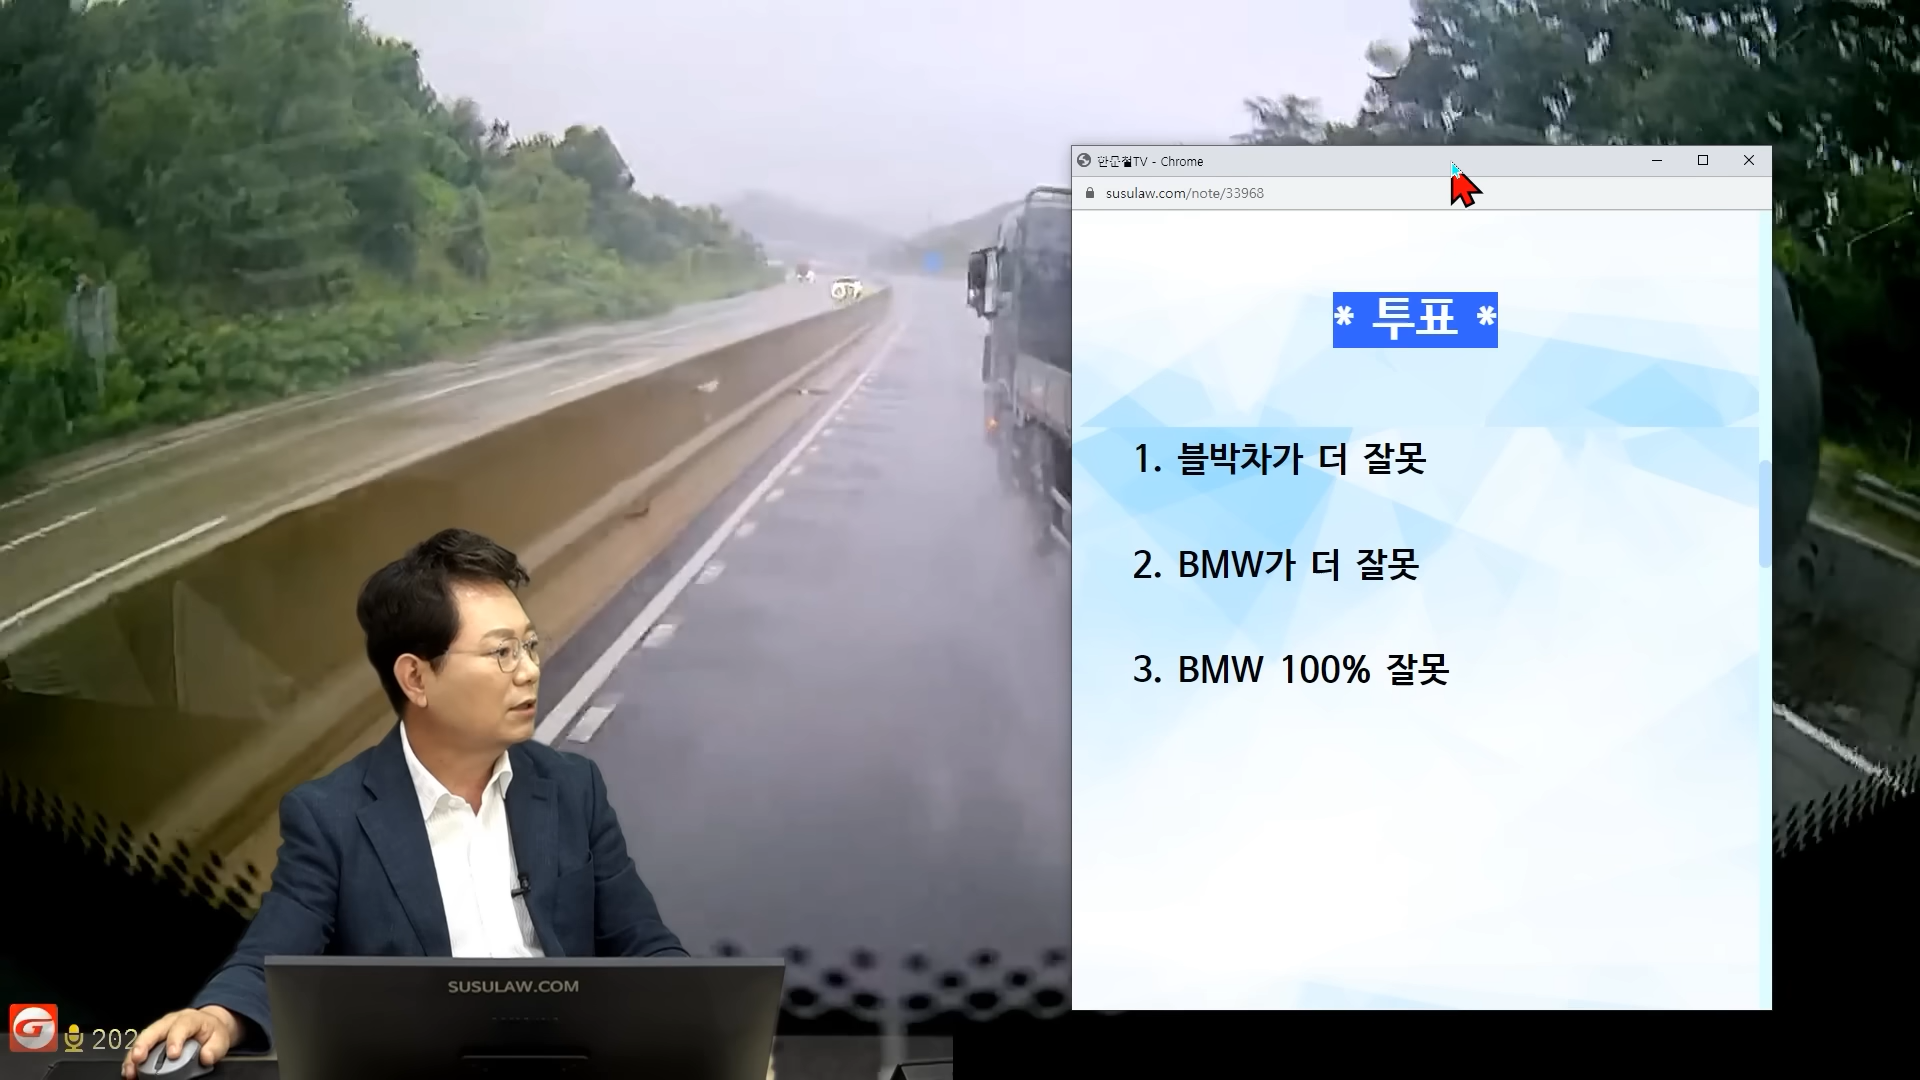 한문철TV - Chrome
susulaw.com/note/33968
* 투표 *
1. 블박차가 더 잘못
2. BMW가 더 잘못
3. BMW 100% 잘못
SUSULAW.COM
G
202